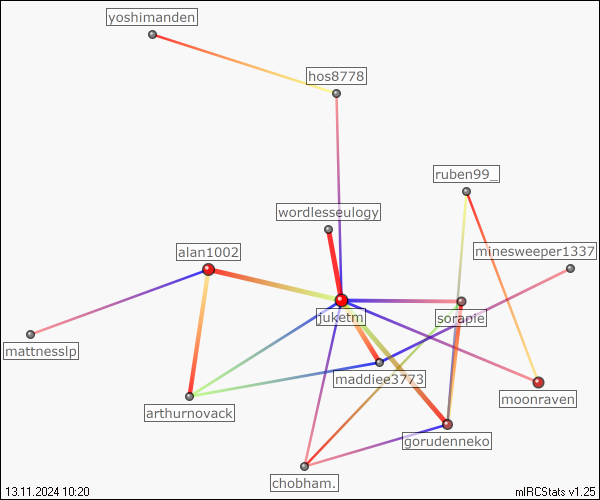 yoshimanden
hos8778
ruben99_
wordlesseulogy
alan1002
minesweeper1337
juketm
sorapie
mattnesslp
maddiee3773
moonraven
arthurnovack
gorudenneko
chobham.
13.11.2024 10:20
mIRCStats v1.25